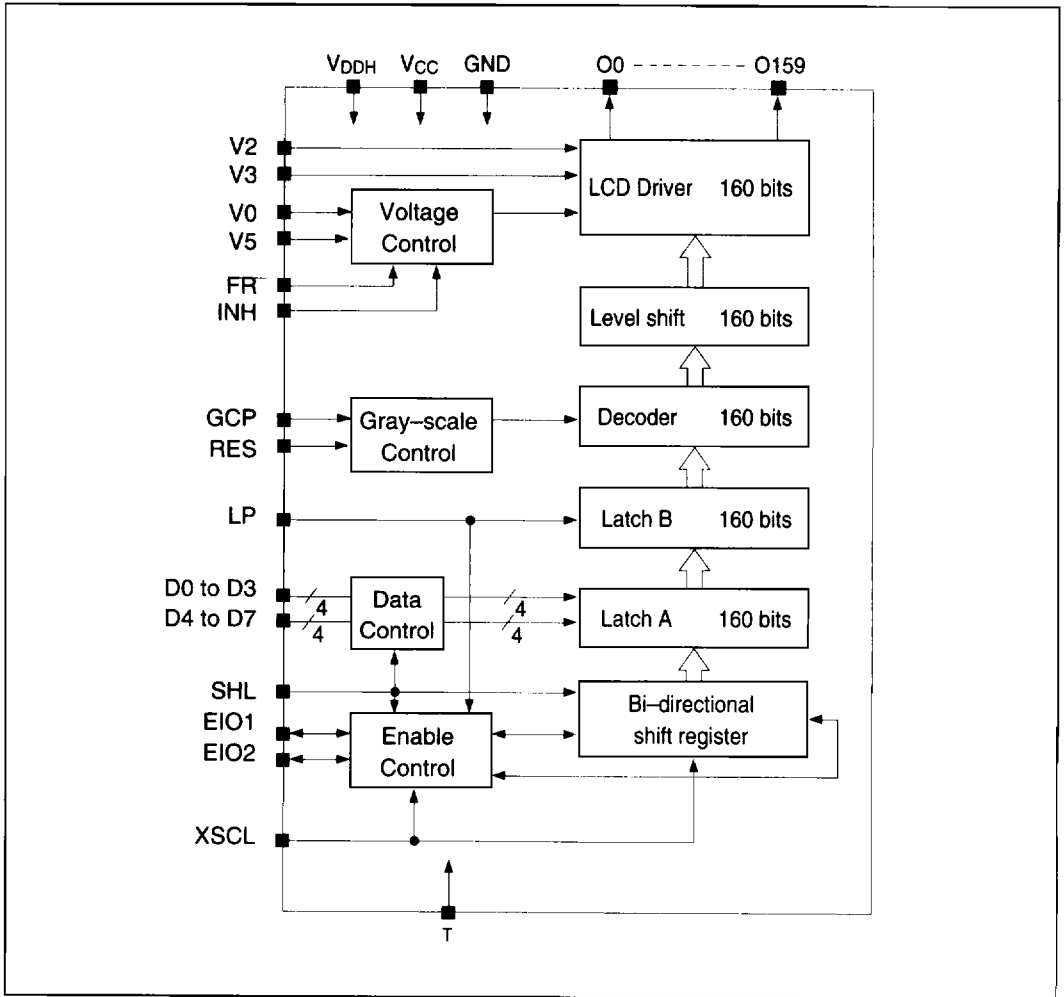 VDDH VCC GND O0 O159
V2
V3
LCD Driver 160 bits
V0
V5
Voltage
Control
FR
INH
Level shift 160 bits
GCP
RES
Gray–scale
Control
Decoder 160 bits
LP
Latch B 160 bits
D0 to D3
D4 to D7
4
4
Data
Control
4
4
Latch A 160 bits
SHL
EIO1
EIO2
Enable
Control
Bi–directional
shift register
XSCL
T